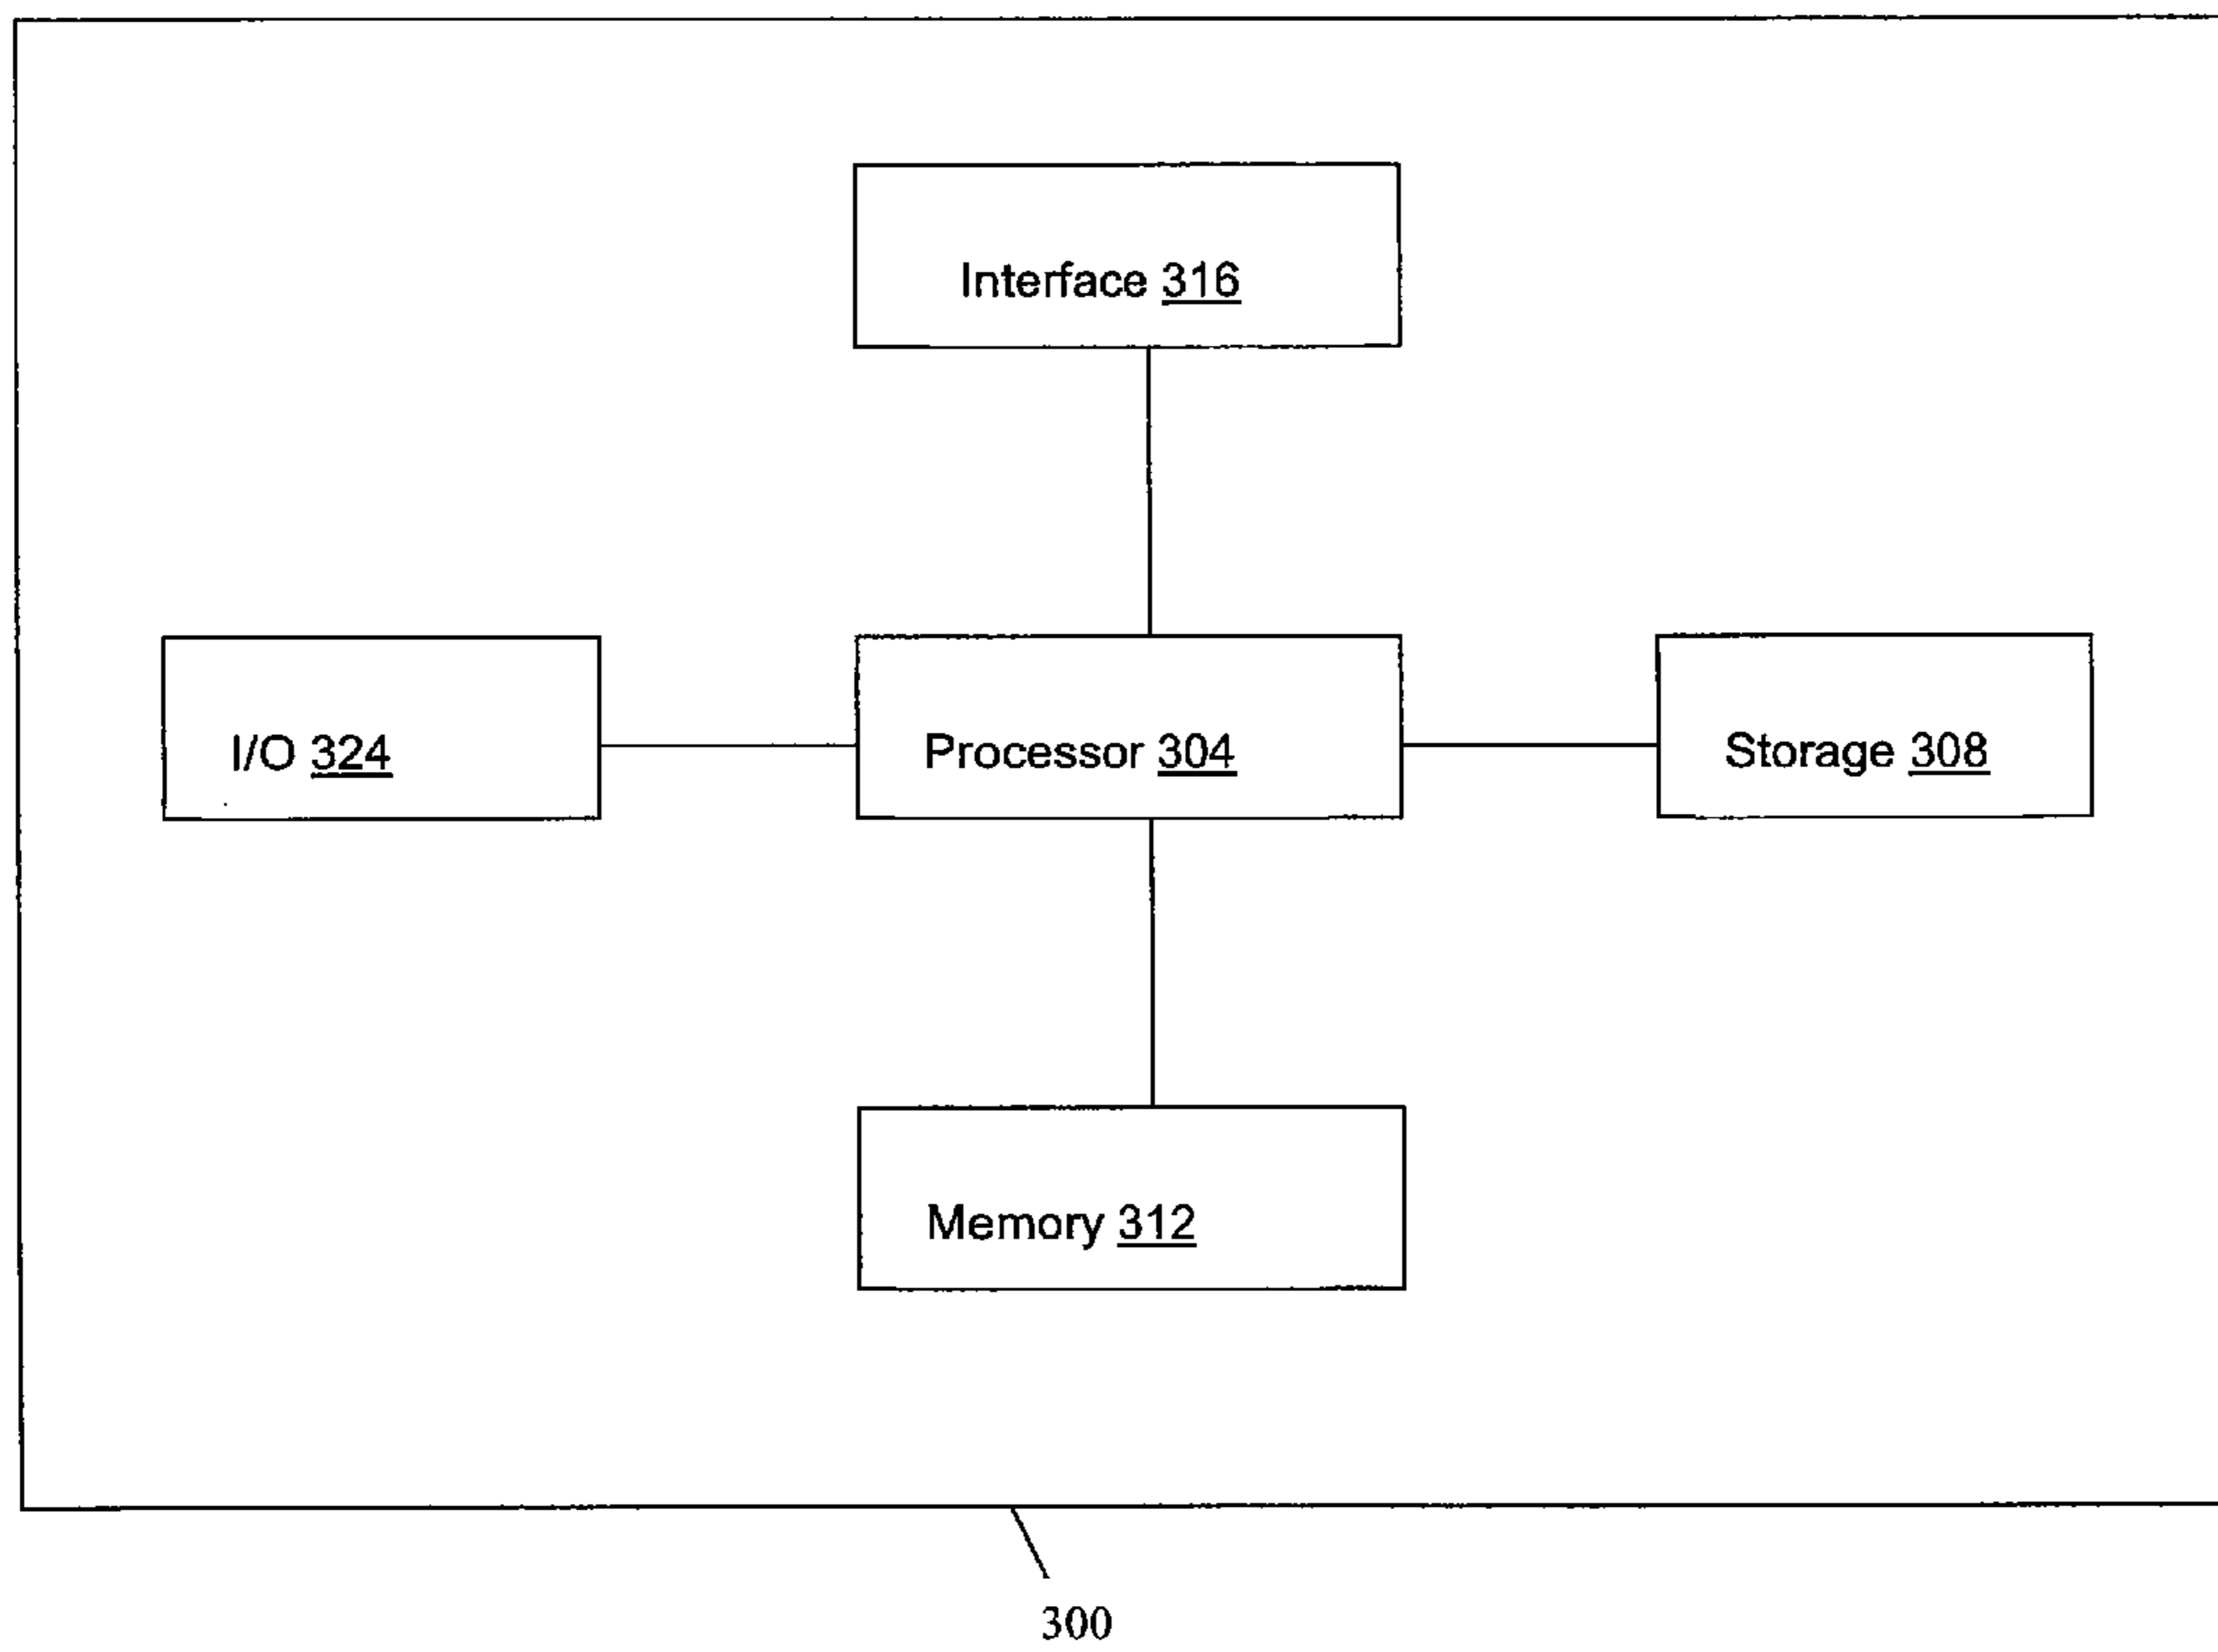 Interface 316
I/O 324
Processor 304
Storage 308
Memory 312
300